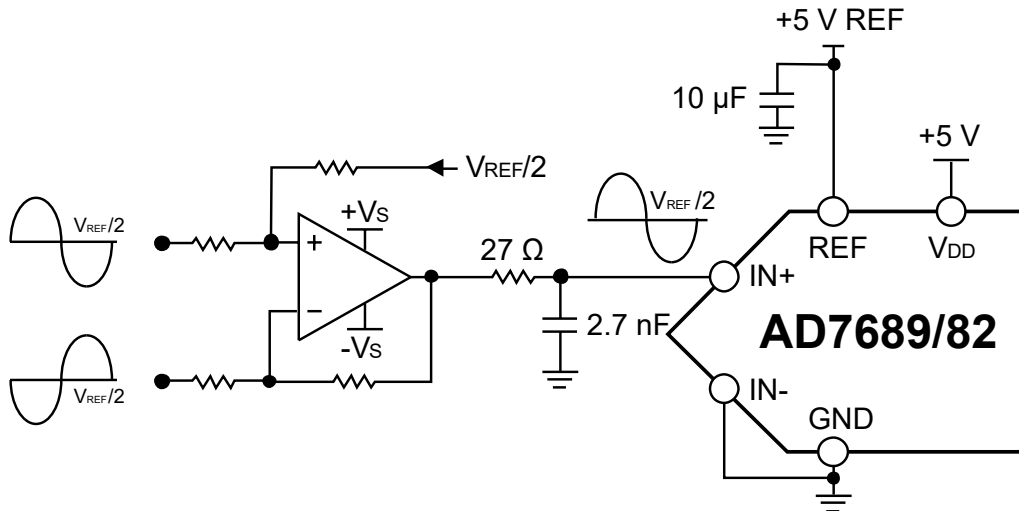 +5 V REF
10 µF
+5 V
VREF/2
VREF/2
VREF/2
+VS
+
27 Ω
REF
VDD
IN+
−
-VS
2.7 nF
AD7689/82
VREF/2
IN-
GND